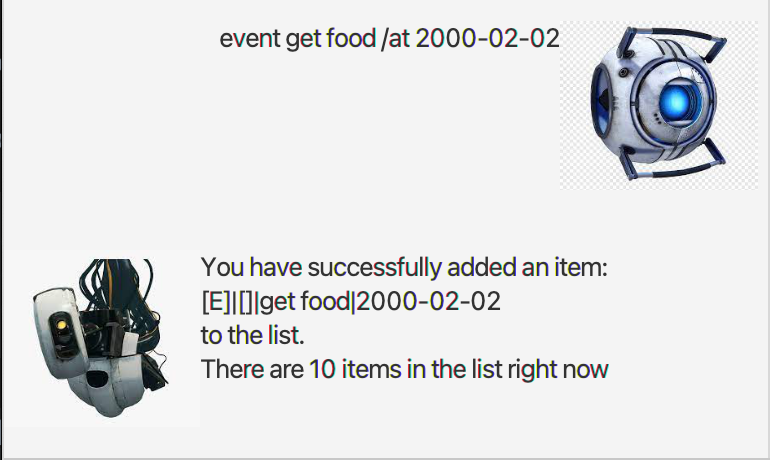 event get food /at 2000-02-02
You have successfully added an item:
[E]|[]|get food|2000-02-02
to the list.
There are 10 items in the list right now